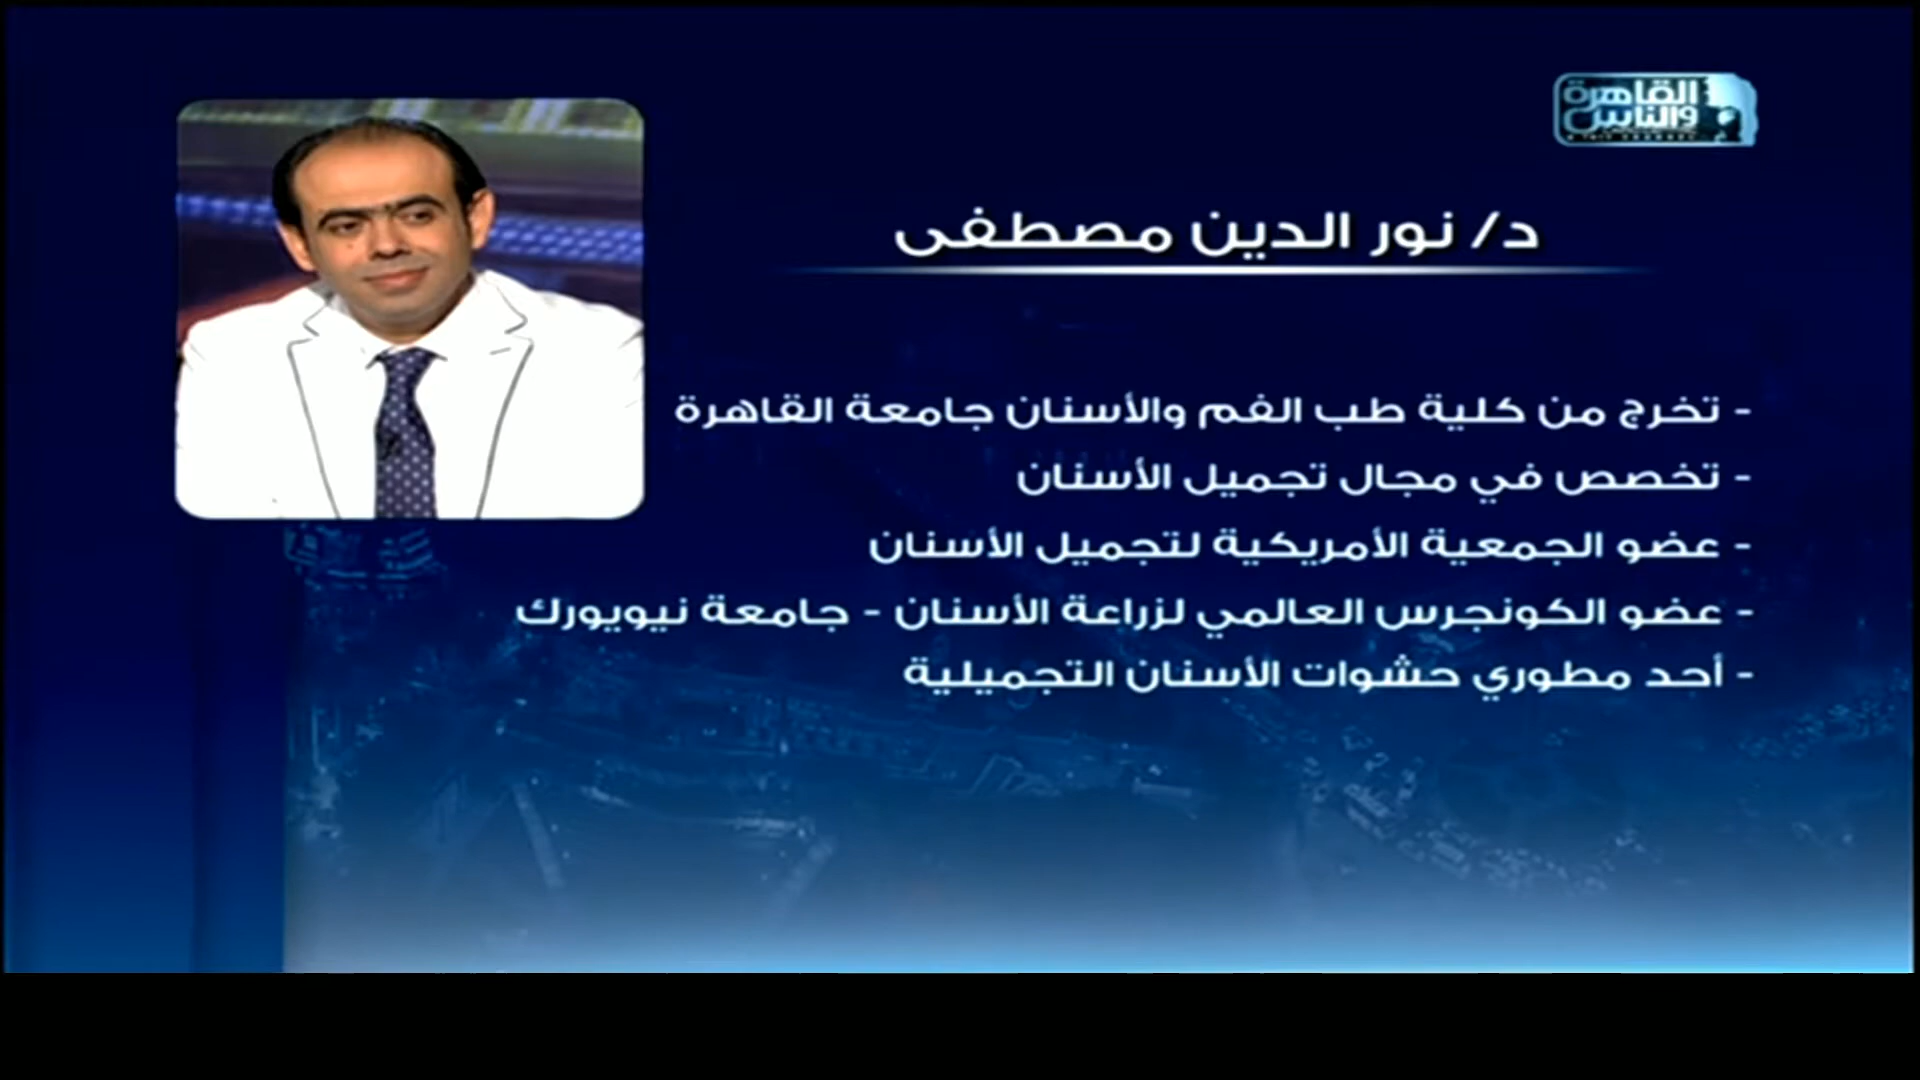 القاهرة
والناس
د/ نور الدين مصطفى
- تخرج من كلية طب الفم والأسنان جامعة القاهرة
- تخصص في مجال تجميل الأسنان
- عضو الجمعية الأمريكية لتجميل الأسنان
- عضو الكونجرس العالمي لزراعة الأسنان - جامعة نيويورك
- أحد مطوري حشوات الأسنان التجميلية